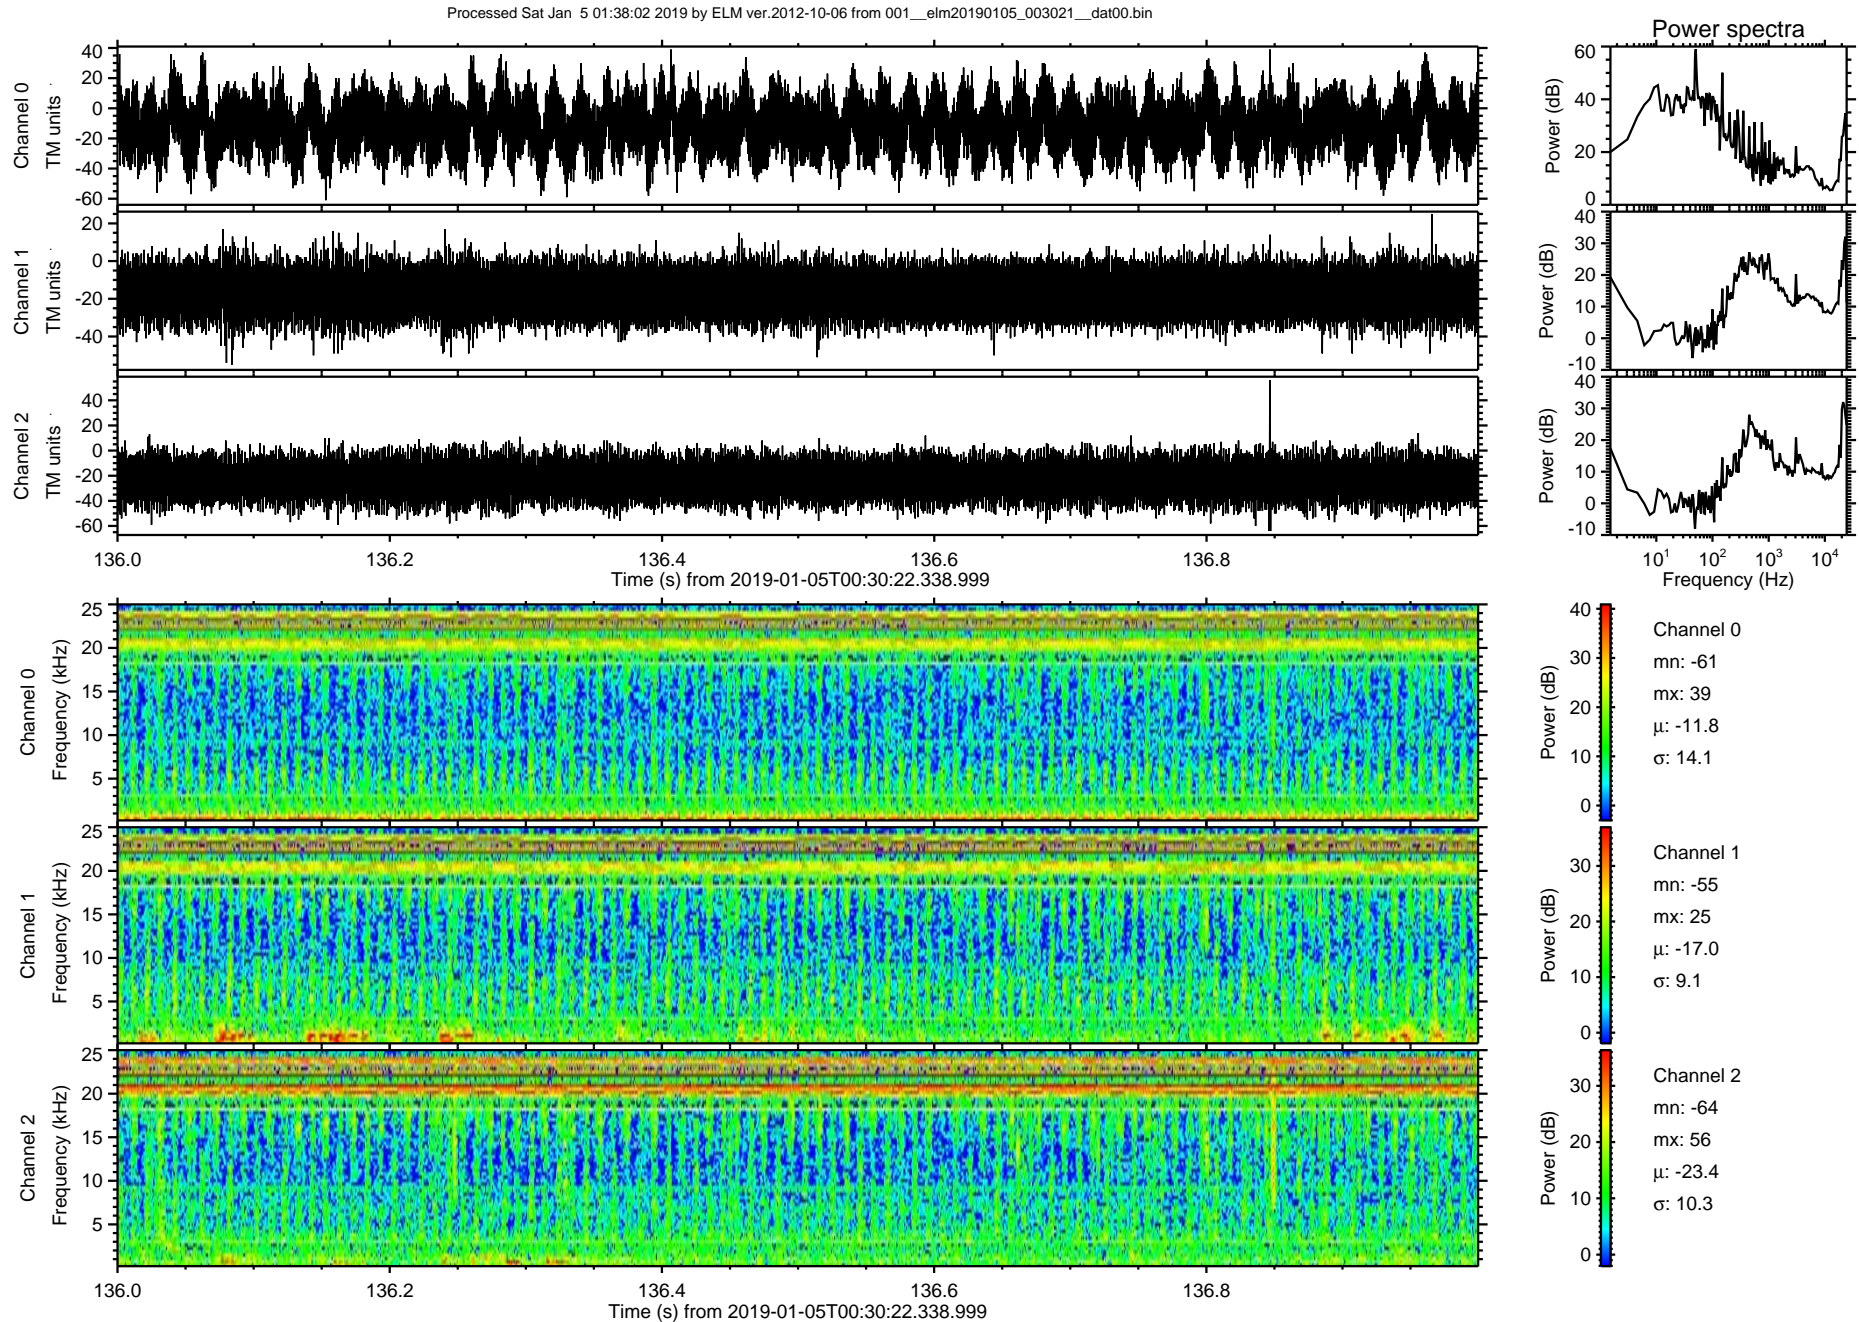 Processed Sat Jan  5 01:38:02 2019 by ELM ver.2012-10-06 from 001__elm20190105_003021__dat00.bin
Power spectra
Channel 0
TM units
40
20
0
-20
-40
-60
Power (dB)
60
40
20
0
Channel 1
TM units
20
0
-20
-40
Power (dB)
40
30
20
10
0
-10
Channel 2
TM units
40
20
0
-20
-40
-60
Power (dB)
40
30
20
10
0
-10
136.0 136.2 136.4 136.6 136.8
Time (s) from 2019-01-05T00:30:22.338.999
10¹ 10² 10³ 10⁴
Frequency (Hz)
Channel 0
Frequency (kHz)
25
20
15
10
5
Power (dB)
40
30
20
10
0
Channel 0
mn: -61
mx: 39
μ: -11.8
σ: 14.1
Channel 1
Frequency (kHz)
25
20
15
10
5
Power (dB)
30
20
10
0
Channel 1
mn: -55
mx: 25
μ: -17.0
σ: 9.1
Channel 2
Frequency (kHz)
25
20
15
10
5
Power (dB)
30
20
10
0
Channel 2
mn: -64
mx: 56
μ: -23.4
σ: 10.3
136.0 136.2 136.4 136.6 136.8
Time (s) from 2019-01-05T00:30:22.338.999